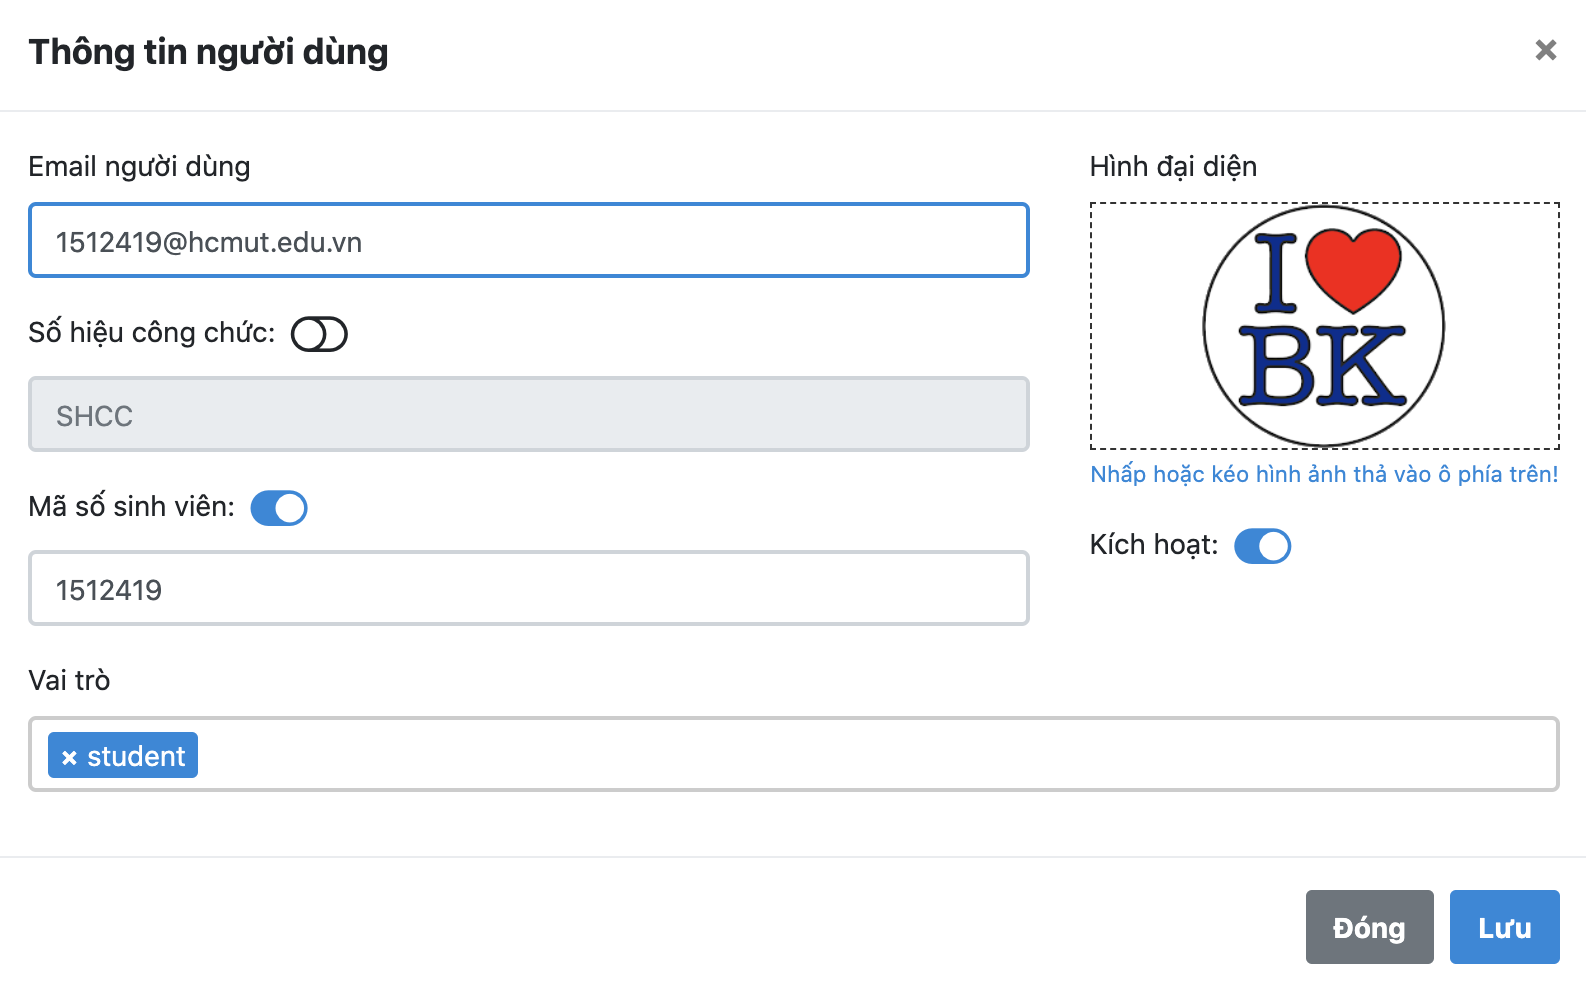 Thông tin người dùng
Email người dùng
1512419@hcmut.edu.vn
Số hiệu công chức:
SHCC
Mã số sinh viên:
1512419
Hình đại diện
I
BK
Nhấp hoặc kéo hình ảnh thả vào ô phía trên!
Kích hoạt:
Vai trò
× student
Đóng
Lưu